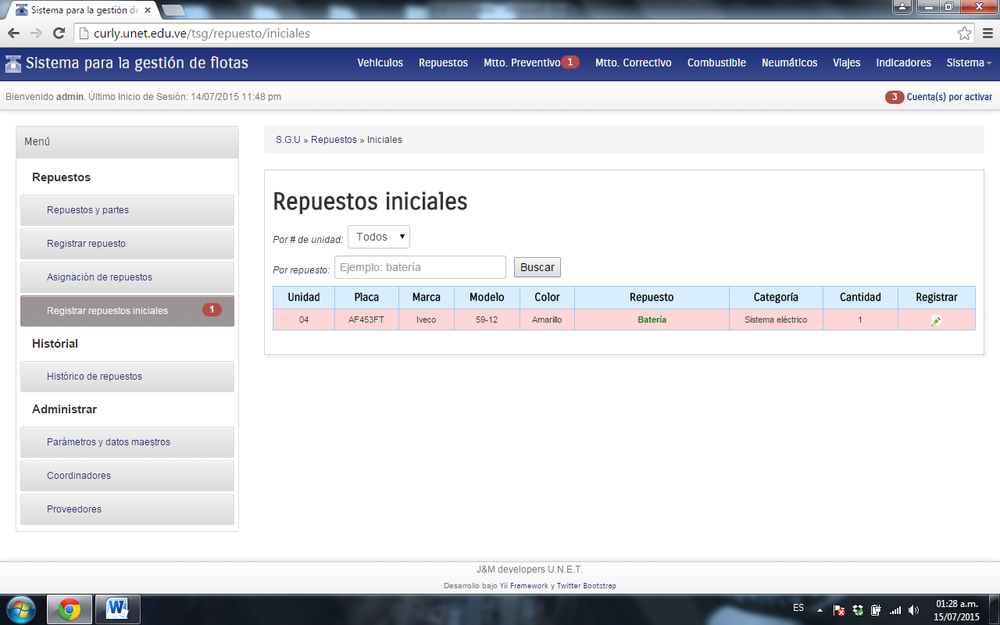 Sistema para la gestión de
curly.unet.edu.ve/tsg/repuesto/iniciales
Sistema para la gestión de flotas
Vehiculos Repuestos Mtto. Preventivo 1 Mtto. Correctivo Combustible Neumáticos Viajes Indicadores Sistema
Bienvenido admin. Último Inicio de Sesión: 14/07/2015 11:48 pm
3 Cuenta(s) por activar
Menú
Repuestos
Repuestos y partes
Registrar repuesto
Asignación de repuestos
Registrar repuestos iniciales 1
Histórial
Histórico de repuestos
Administrar
Parámetros y datos maestros
Coordinadores
Proveedores
S.G.U » Repuestos » Iniciales
Repuestos iniciales
Por # de unidad: Todos
Por repuesto: Ejemplo: batería Buscar
Unidad Placa Marca Modelo Color Repuesto Categoría Cantidad Registrar
04 AF453FT Iveco 59-12 Amarillo Batería Sistema eléctrico 1
J&M developers U.N.E.T.
Desarrollo bajo Yii Framework y Twitter Bootstrap
ES
01:28 a.m.
15/07/2015